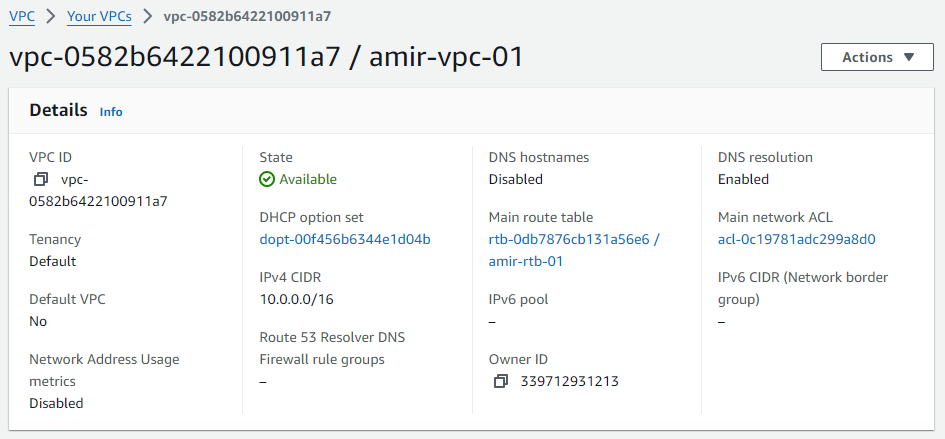 VPC > Your VPCs > vpc-0582b6422100911a7
vpc-0582b6422100911a7 / amir-vpc-01
Actions
Details Info
VPC ID
vpc-
0582b6422100911a7
Tenancy
Default
Default VPC
No
Network Address Usage
metrics
Disabled
State
Available
DHCP option set
dopt-00f456b6344e1d04b
IPv4 CIDR
10.0.0.0/16
Route 53 Resolver DNS
Firewall rule groups
–
DNS hostnames
Disabled
Main route table
rtb-0db7876cb131a56e6 /
amir-rtb-01
IPv6 pool
–
Owner ID
339712931213
DNS resolution
Enabled
Main network ACL
acl-0c19781adc299a8d0
IPv6 CIDR (Network border
group)
–